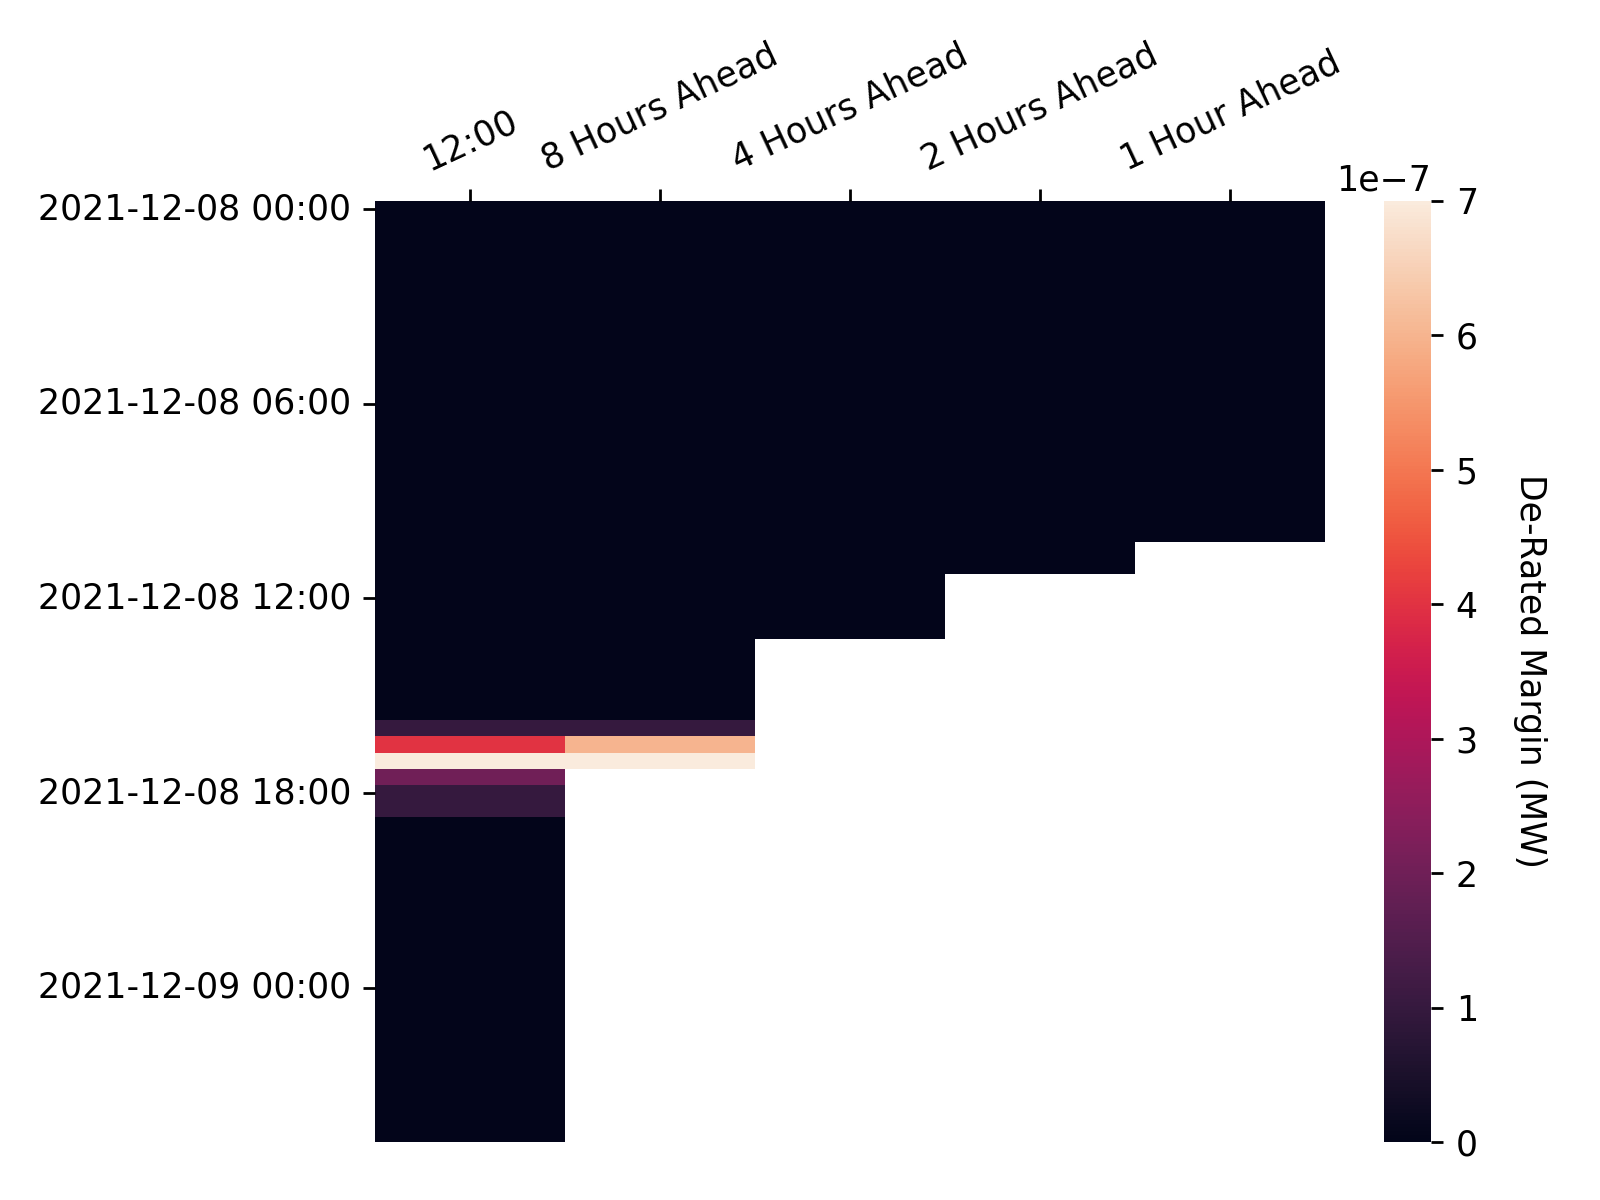 12:00
8 Hours Ahead
4 Hours Ahead
2 Hours Ahead
1 Hour Ahead
2021-12-08 00:00
2021-12-08 06:00
2021-12-08 12:00
2021-12-08 18:00
2021-12-09 00:00
1e−7
7
6
5
4
3
2
1
0
De-Rated Margin (MW)